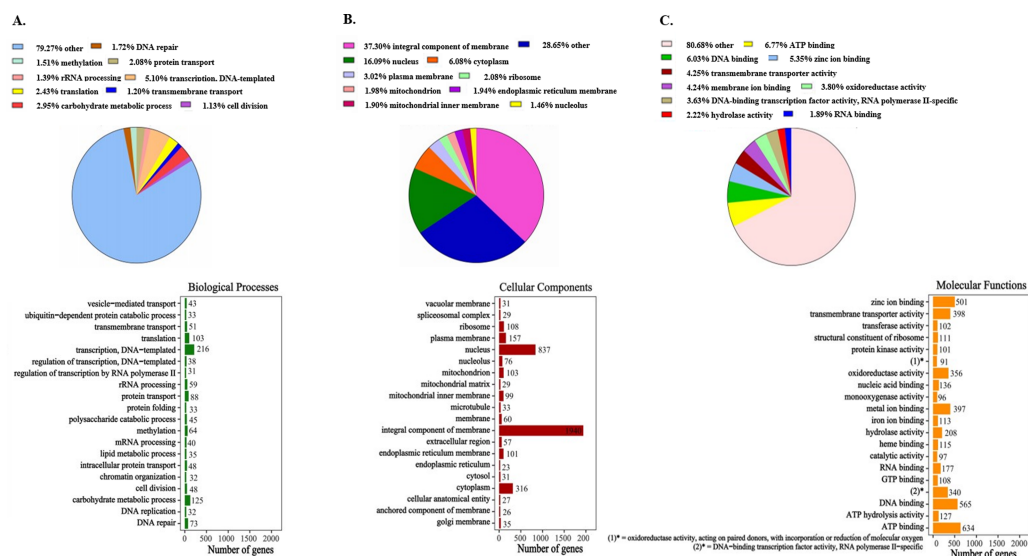 A.
79.27% other 1.72% DNA repair
1.51% methylation 2.08% protein transport
1.39% rRNA processing 5.10% transcription, DNA-templated
2.43% translation 1.20% transmembrane transport
2.95% carbohydrate metabolic process 1.13% cell division
B.
37.30% integral component of membrane 28.65% other
16.09% nucleus 6.08% cytoplasm
3.02% plasma membrane 2.08% ribosome
1.98% mitochondrion 1.94% endoplasmic reticulum membrane
1.90% mitochondrial inner membrane 1.46% nucleolus
C.
80.68% other 6.77% ATP binding
6.03% DNA binding 5.35% zinc ion binding
4.25% transmembrane transporter activity
4.24% membrane ion binding 3.80% oxidoreductase activity
3.63% DNA-binding transcription factor activity, RNA polymerase II-specific
2.22% hydrolase activity 1.89% RNA binding
Biological Processes
vesicle-mediated transport 43
ubiquitin-dependent protein catabolic process 33
transmembrane transport 51
translation 103
transcription, DNA-templated 216
regulation of transcription, DNA-templated 38
regulation of transcription by RNA polymerase II 31
rRNA processing 59
protein transport 88
protein folding 33
polysaccharide catabolic process 45
methylation 64
mRNA processing 40
lipid metabolic process 35
intracellular protein transport 48
chromatin organization 32
cell division 48
carbohydrate metabolic process 125
DNA replication 32
DNA repair 73
0 500 1000 1500 2000
Number of genes
Cellular Components
vacuolar membrane 31
spliceosomal complex 29
ribosome 108
plasma membrane 157
nucleus 837
nucleolus 76
mitochondrion 103
mitochondrial matrix 29
mitochondrial inner membrane 99
microtubule 33
membrane 60
integral component of membrane 1940
extracellular region 57
endoplasmic reticulum membrane 101
endoplasmic reticulum 23
cytosol 31
cytoplasm 316
cellular anatomical entity 27
anchored component of membrane 26
golgi membrane 35
0 500 1000 1500 2000
Number of genes
Molecular Functions
zinc ion binding 501
transmembrane transporter activity 398
transferase activity 102
structural constituent of ribosome 111
protein kinase activity 101
(1)* 91
oxidoreductase activity 356
nucleic acid binding 136
monooxygenase activity 96
metal ion binding 397
iron ion binding 113
hydrolase activity 208
heme binding 115
catalytic activity 97
RNA binding 177
GTP binding 108
(2)* 340
DNA binding 565
ATP hydrolysis activity 127
ATP binding 634
0 500 1000 1500 2000
Number of genes
(1)* = oxidoreductase activity, acting on paired donors, with incorporation or reduction of molecular oxygen
(2)* = DNA-binding transcription factor activity, RNA polymerase II-specific